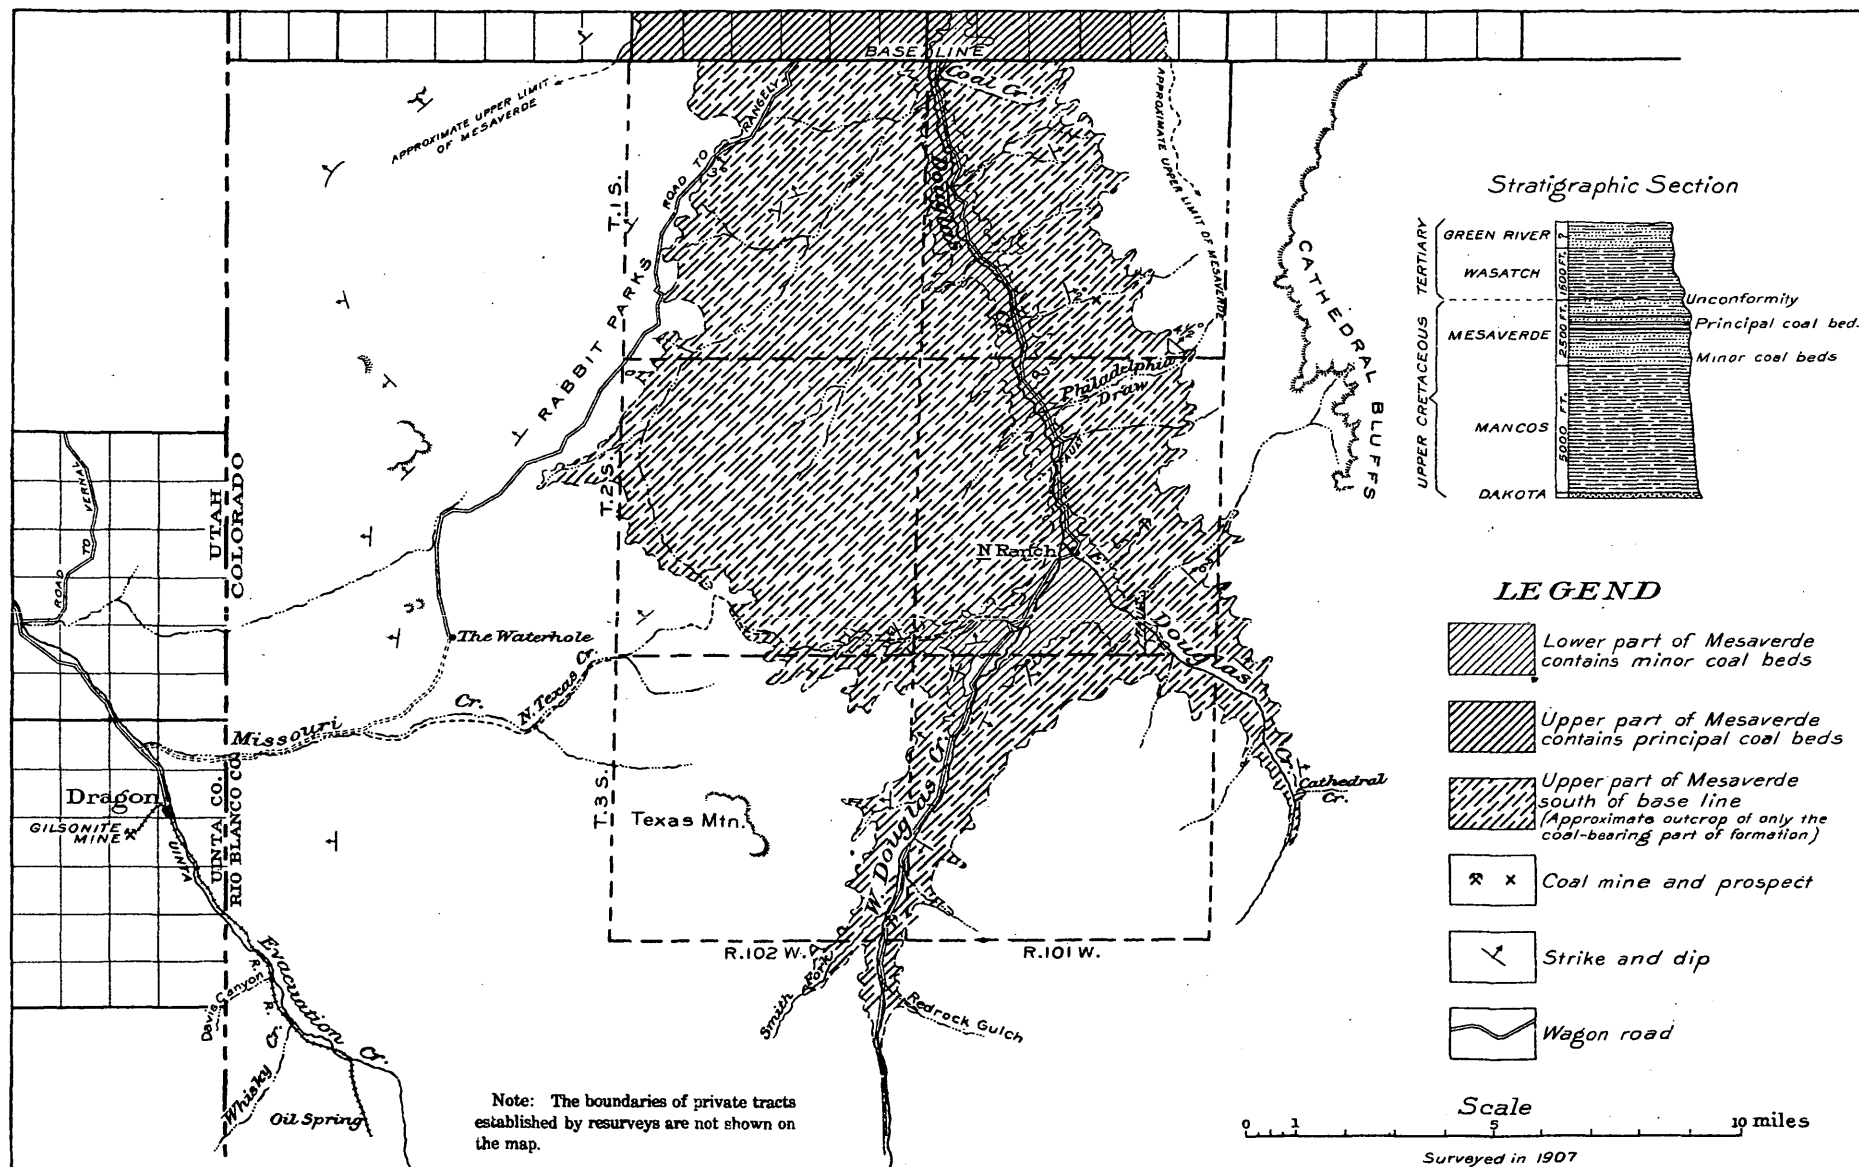 BASE LINE
Coal Cr.
APPROXIMATE UPPER LIMIT
OF MESAVERDE
ROAD TO RANGELY
APPROXIMATE UPPER LIMIT OF MESAVERDE
Douglas
Cr.
T.1 S.
RABBIT PARKS
CATHEDRAL BLUFFS
Philadelphia
Draw
T.2 S.
N Ranch
E. Douglas Cr.
Cathedral
Cr.
UTAH
COLORADO
ROAD TO VERNAL
The Waterhole
N. Texas Cr.
Missouri Cr.
T.3 S.
Texas Mtn.
W. Douglas Cr.
Dragon
GILSONITE
MINE
UINTA CO.
RIO BLANCO CO.
UINTA
R.
R.
Evacuation Cr.
Davis Canyon
Whisky Cr.
Oil Spring
R.102 W.
R.101 W.
Smith Fork
Redrock Gulch
Note: The boundaries of private tracts
established by resurveys are not shown on
the map.
Stratigraphic Section
UPPER CRETACEOUS TERTIARY
GREEN RIVER
?
WASATCH
1500 FT.
Unconformity
Principal coal bed.
MESAVERDE
2500 FT.
Minor coal beds
MANCOS
5000 FT.
DAKOTA
LEGEND
Lower part of Mesaverde
contains minor coal beds
Upper part of Mesaverde
contains principal coal beds
Upper part of Mesaverde
south of base line
(Approximate outcrop of only the
coal-bearing part of formation)
Coal mine and prospect
Strike and dip
Wagon road
Scale
0 1 5 10 miles
Surveyed in 1907